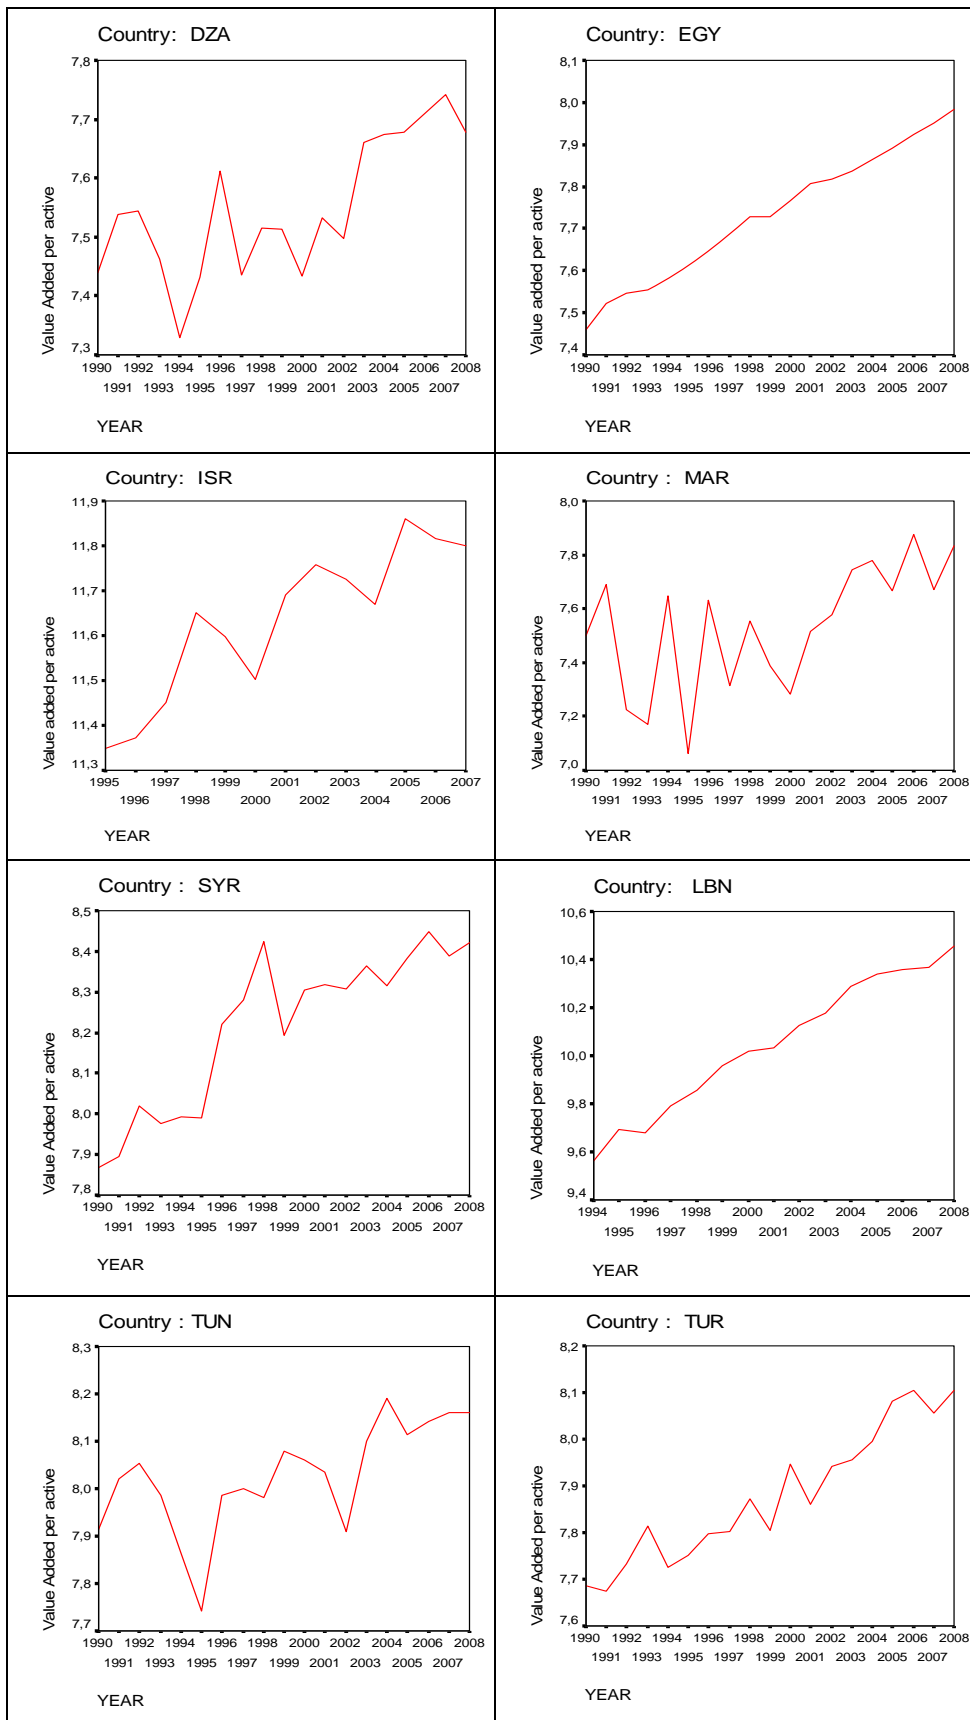 Country: DZA
Value Added per active
7,8
7,7
7,6
7,5
7,4
7,3
1990 1992 1994 1996 1998 2000 2002 2004 2006 2008
1991 1993 1995 1997 1999 2001 2003 2005 2007
YEAR
Country: EGY
Value added per active
8,1
8,0
7,9
7,8
7,7
7,6
7,5
7,4
1990 1992 1994 1996 1998 2000 2002 2004 2006 2008
1991 1993 1995 1997 1999 2001 2003 2005 2007
YEAR
Country: ISR
Value added per active
11,9
11,8
11,7
11,6
11,5
11,4
11,3
1995 1997 1999 2001 2003 2005 2007
1996 1998 2000 2002 2004 2006
YEAR
Country : MAR
Value Added per active
8,0
7,8
7,6
7,4
7,2
7,0
1990 1992 1994 1996 1998 2000 2002 2004 2006 2008
1991 1993 1995 1997 1999 2001 2003 2005 2007
YEAR
Country : SYR
Value Added per active
8,5
8,4
8,3
8,2
8,1
8,0
7,9
7,8
1990 1992 1994 1996 1998 2000 2002 2004 2006 2008
1991 1993 1995 1997 1999 2001 2003 2005 2007
YEAR
Country: LBN
Value Added per active
10,6
10,4
10,2
10,0
9,8
9,6
9,4
1994 1996 1998 2000 2002 2004 2006 2008
1995 1997 1999 2001 2003 2005 2007
YEAR
Country : TUN
Value Added per active
8,3
8,2
8,1
8,0
7,9
7,8
7,7
1990 1992 1994 1996 1998 2000 2002 2004 2006 2008
1991 1993 1995 1997 1999 2001 2003 2005 2007
YEAR
Country : TUR
Value Added per active
8,2
8,1
8,0
7,9
7,8
7,7
7,6
1990 1992 1994 1996 1998 2000 2002 2004 2006 2008
1991 1993 1995 1997 1999 2001 2003 2005 2007
YEAR